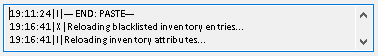 19:11:24|I|--- END: PASTE---
19:16:41|X|Reloading blacklisted inventory entries...
19:16:41|I|Reloading inventory attributes...